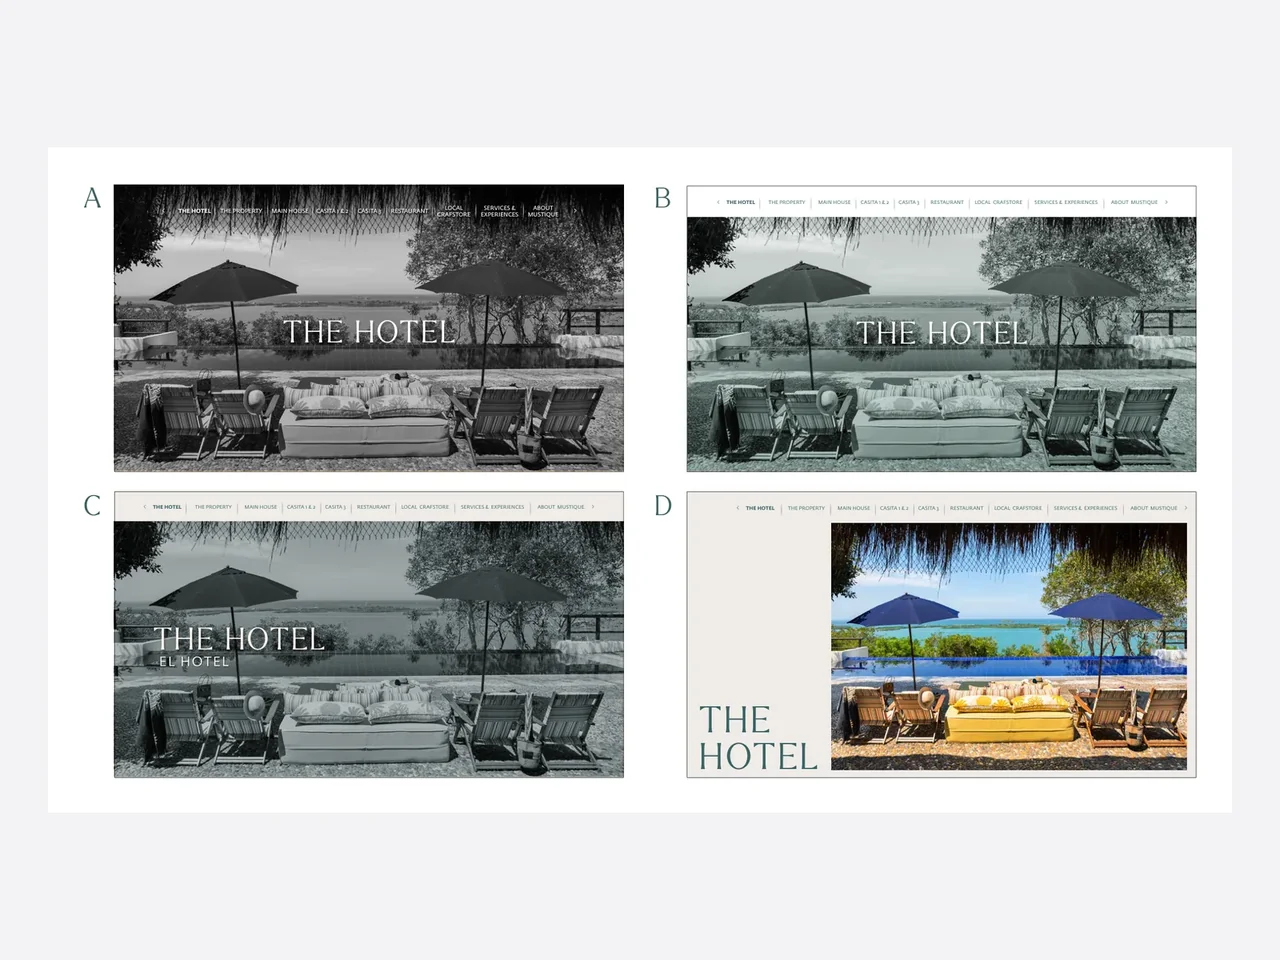 A
‹ THE HOTEL | THE PROPERTY | MAIN HOUSE | CASITA 1 & 2 | CASITA 3 | RESTAURANT | LOCAL CRAFSTORE | SERVICES & EXPERIENCES | ABOUT MUSTIQUE ›
THE HOTEL
B
‹ THE HOTEL | THE PROPERTY | MAIN HOUSE | CASITA 1 & 2 | CASITA 3 | RESTAURANT | LOCAL CRAFSTORE | SERVICES & EXPERIENCES | ABOUT MUSTIQUE ›
THE HOTEL
C
‹ THE HOTEL | THE PROPERTY | MAIN HOUSE | CASITA 1 & 2 | CASITA 3 | RESTAURANT | LOCAL CRAFSTORE | SERVICES & EXPERIENCES | ABOUT MUSTIQUE ›
THE HOTEL
EL HOTEL
D
‹ THE HOTEL | THE PROPERTY | MAIN HOUSE | CASITA 1 & 2 | CASITA 3 | RESTAURANT | LOCAL CRAFSTORE | SERVICES & EXPERIENCES | ABOUT MUSTIQUE ›
THE
HOTEL